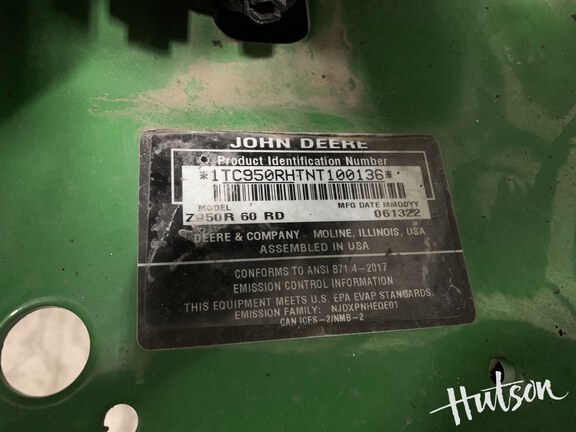 JOHN DEERE
Product Identification Number
*1TC950RHTNT100136*
MODEL MFG DATE MMDDYY
Z950R 60 RD 061322
DEERE & COMPANY MOLINE, ILLINOIS, USA
ASSEMBLED IN USA
CONFORMS TO ANSI B71.4-2017
EMISSION CONTROL INFORMATION
THIS EQUIPMENT MEETS U.S. EPA EVAP STANDARDS.
EMISSION FAMILY: NJDXPNHEQE01
CAN ICES-2/NMB-2
Hutson